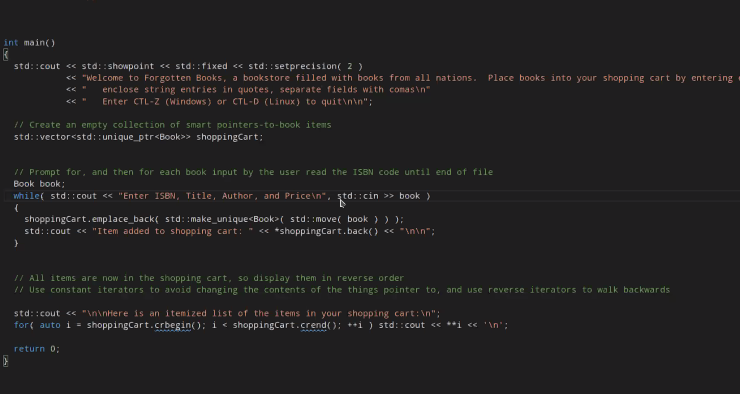 int main()
{
  std::cout << std::showpoint << std::fixed << std::setprecision( 2 )
            << "Welcome to Forgotten Books, a bookstore filled with books from all nations.  Place books into your shopping cart by entering
            << "   enclose string entries in quotes, separate fields with comas\n"
            << "   Enter CTL-Z (Windows) or CTL-D (Linux) to quit\n\n";
  // Create an empty collection of smart pointers-to-book items
  std::vector<std::unique_ptr<Book>> shoppingCart;
  // Prompt for, and then for each book input by the user read the ISBN code until end of file
  Book book;
  while( std::cout << "Enter ISBN, Title, Author, and Price\n", std::cin >> book )
  {
    shoppingCart.emplace_back( std::make_unique<Book>( std::move( book ) ) );
    std::cout << "Item added to shopping cart: " << *shoppingCart.back() << "\n\n";
  }
  // All items are now in the shopping cart, so display them in reverse order
  // Use constant iterators to avoid changing the contents of the things pointer to, and use reverse iterators to walk backwards
  std::cout << "\n\nHere is an itemized list of the items in your shopping cart:\n";
  for( auto i = shoppingCart.crbegin(); i < shoppingCart.crend(); ++i ) std::cout << **i << '\n';
  return 0;
}